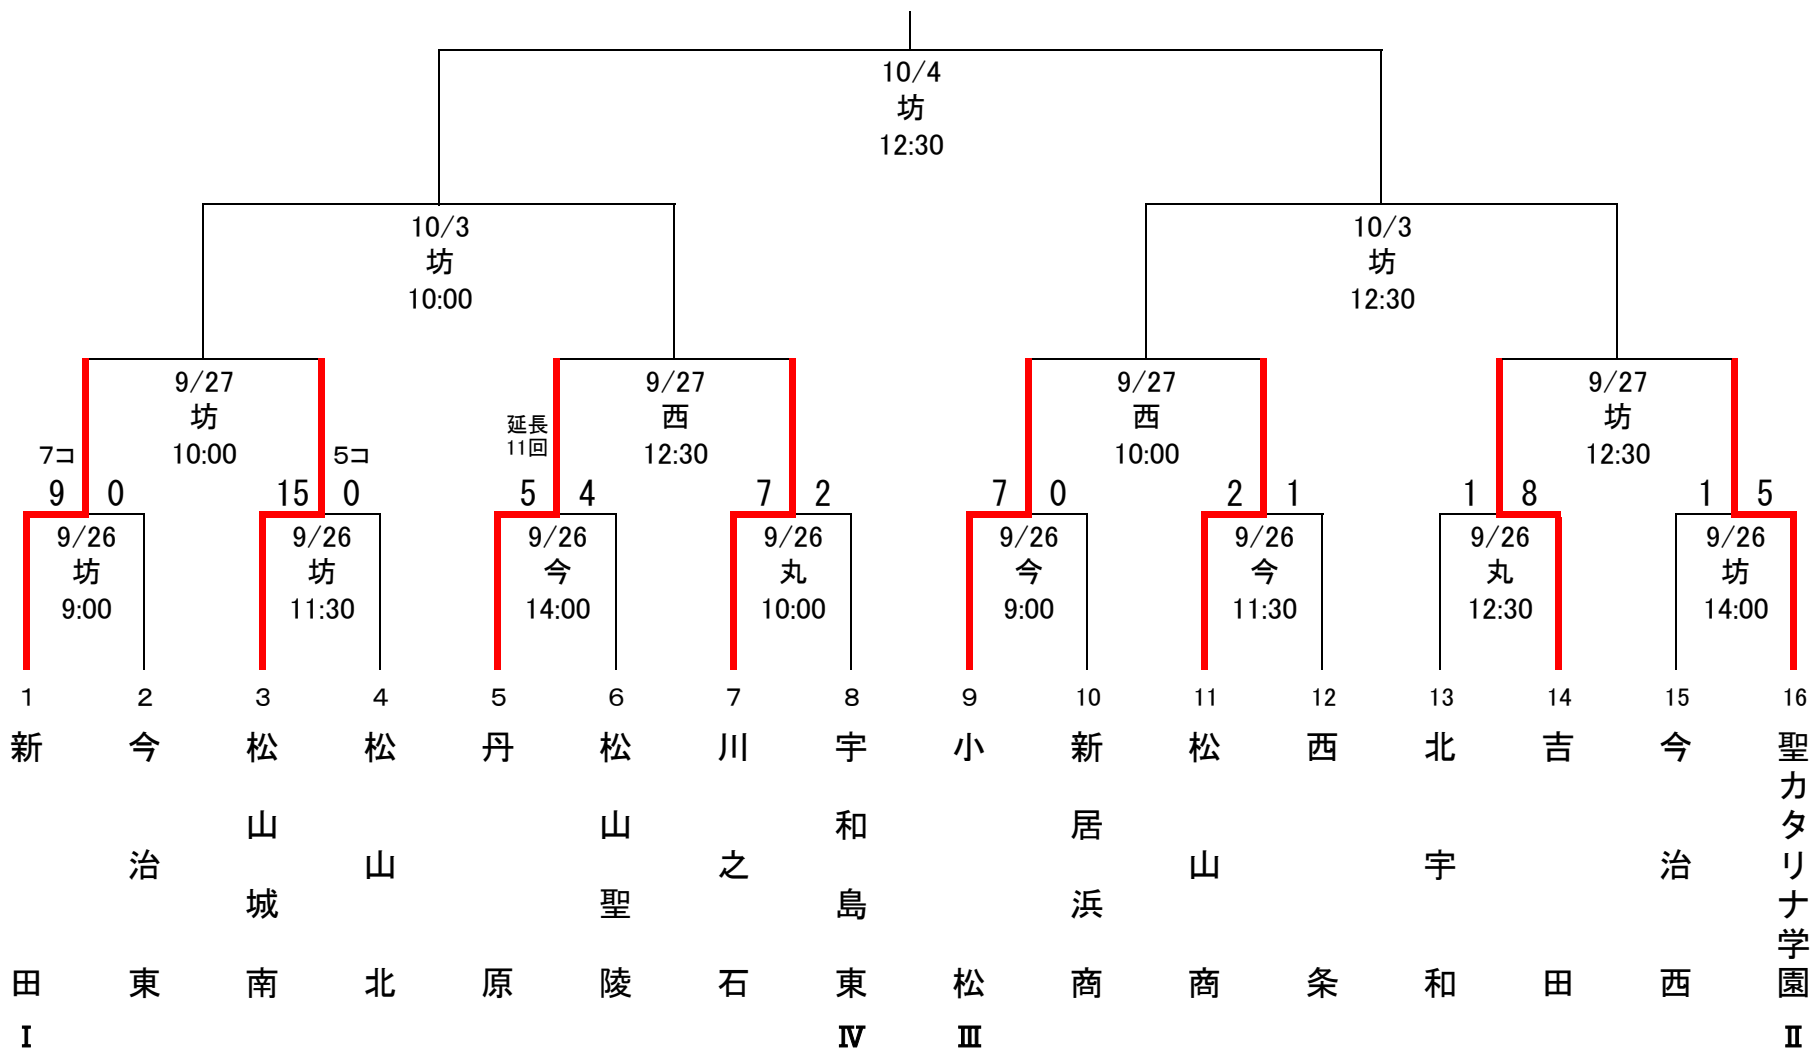 10/4
坊
12:30
10/3
坊
10:00
10/3
坊
12:30
9/27
坊
10:00
9/27
西
12:30
9/27
西
10:00
9/27
坊
12:30
延長
11回
7コ
5コ
9 0
15 0
5 4
7 2
7 0
2 1
1 8
1 5
9/26
坊
9:00
9/26
坊
11:30
9/26
今
14:00
9/26
丸
10:00
9/26
今
9:00
9/26
今
11:30
9/26
丸
12:30
9/26
坊
14:00
1
新田
I
2
今治東
3
松山城南
4
松山北
5
丹原
6
松山聖陵
7
川之石
8
宇和島東
Ⅳ
9
小松
Ⅲ
10
新居浜商
11
松山商
12
西条
13
北宇和
14
吉田
15
今治西
16
聖カタリナ学園
Ⅱ